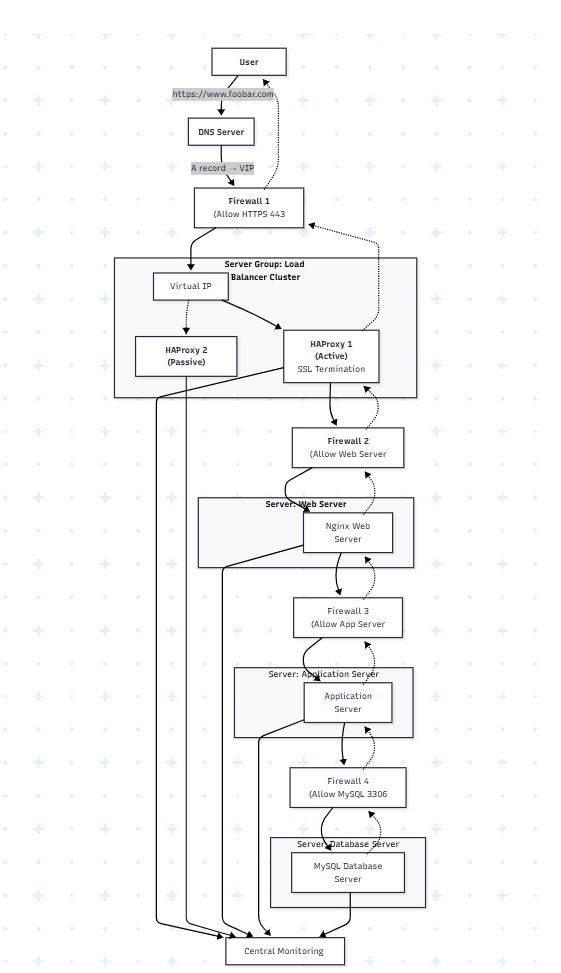 User
https://www.foobar.com
DNS Server
A record → VIP
Firewall 1
(Allow HTTPS 443
Server Group: Load
Balancer Cluster
Virtual IP
HAProxy 2
(Passive)
HAProxy 1
(Active)
SSL Termination
Firewall 2
(Allow Web Server
Server: Web Server
Nginx Web
Server
Firewall 3
(Allow App Server
Server: Application Server
Application
Server
Firewall 4
(Allow MySQL 3306
Server: Database Server
MySQL Database
Server
Central Monitoring